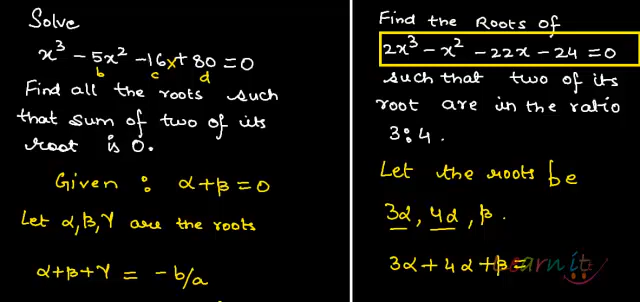 Solve
x³ - 5x² - 16x + 80 = 0
b c d
Find all the roots such
that sum of two of its
root is 0.
Given : α+β=0
Let α,β,γ are the roots
α+β+γ = -b/a
Find the Roots of
2x³ - x² - 22x - 24 = 0
such that two of its
root are in the ratio
3:4.
Let the roots be
3α, 4α, β.
3α + 4α + β =
Learnit